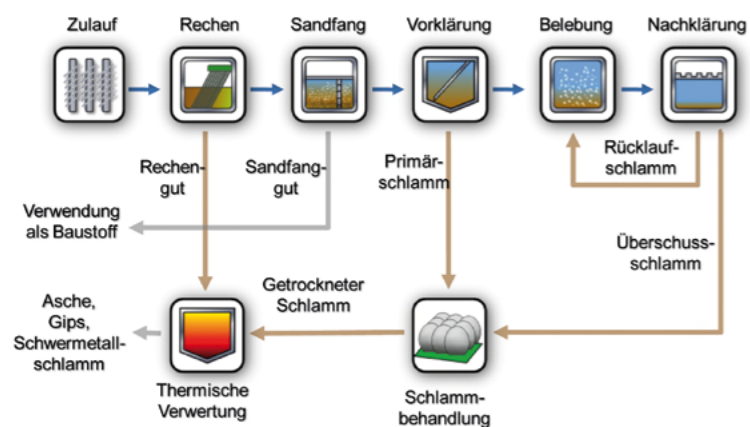 Zulauf
Rechen
Sandfang
Vorklärung
Belebung
Nachklärung
Rechen-
gut
Sandfang-
gut
Primär-
schlamm
Rücklauf-
schlamm
Verwendung
als Baustoff
Überschuss-
schlamm
Getrockneter
Schlamm
Asche,
Gips,
Schwermetall-
schlamm
Thermische
Verwertung
Schlamm-
behandlung